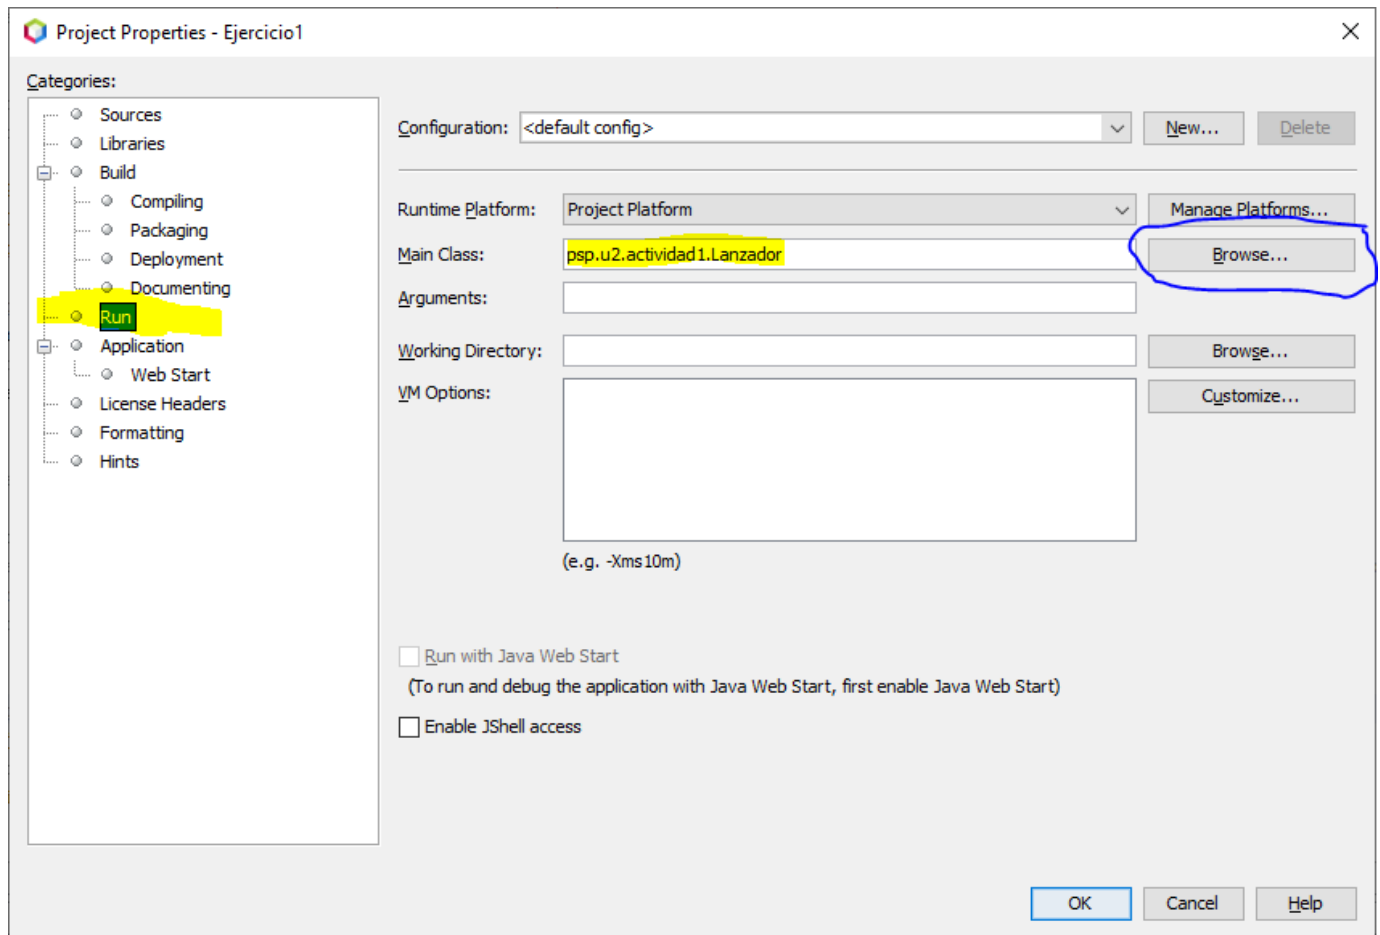 Project Properties - Ejercicio1
Categories:
Sources
Libraries
Build
Compiling
Packaging
Deployment
Documenting
Run
Application
Web Start
License Headers
Formatting
Hints
Configuration: <default config> New... Delete
Runtime Platform: Project Platform Manage Platforms...
Main Class: psp.u2.actividad1.Lanzador Browse...
Arguments:
Working Directory: Browse...
VM Options: Customize...
(e.g. -Xms10m)
Run with Java Web Start
(To run and debug the application with Java Web Start, first enable Java Web Start)
Enable JShell access
OK Cancel Help